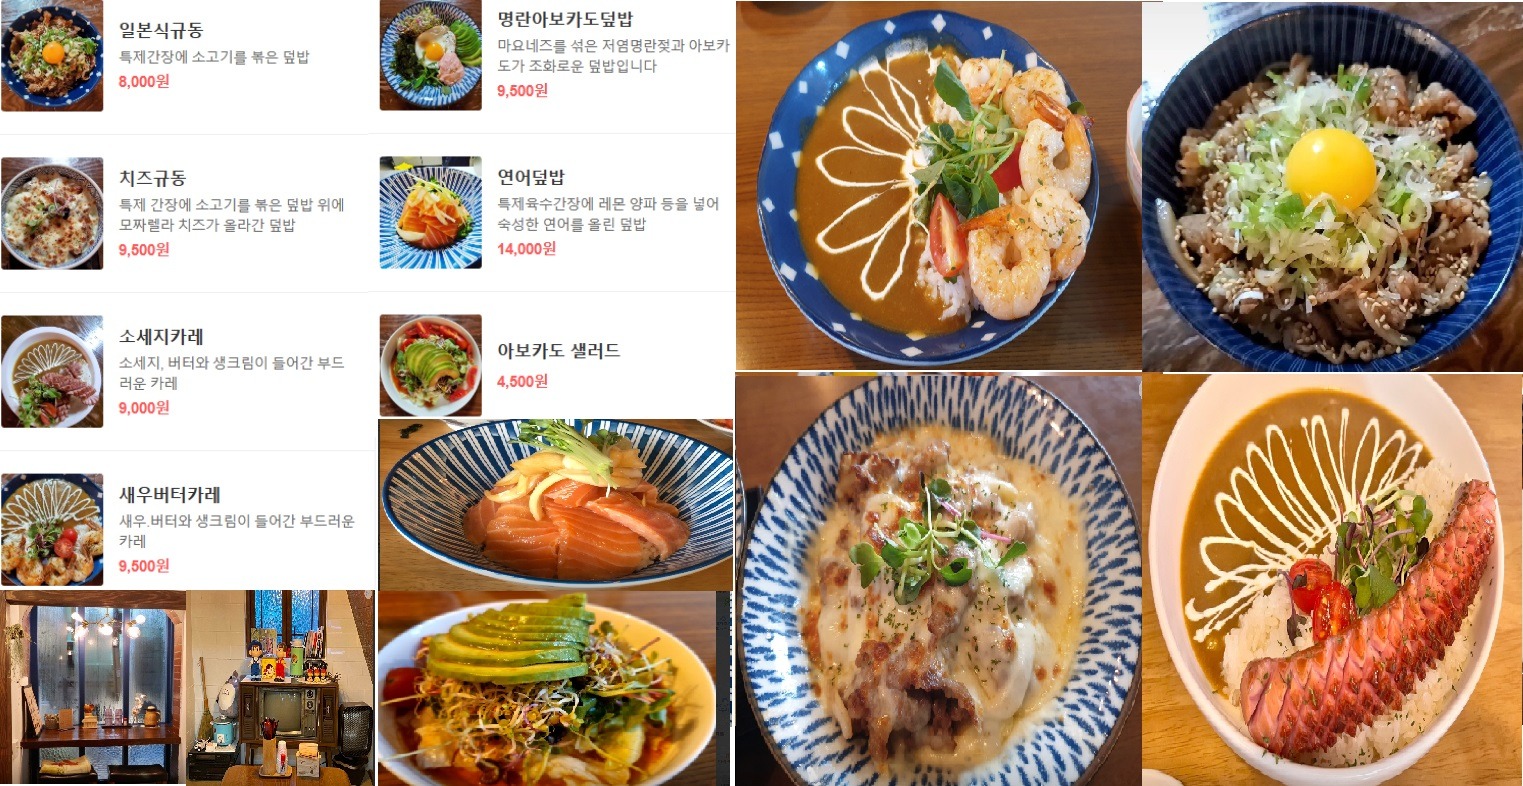 일본식규동
특제간장에 소고기를 볶은 덮밥
8,000원
치즈규동
특제 간장에 소고기를 볶은 덮밥 위에
모짜렐라 치즈가 올라간 덮밥
9,500원
소세지카레
소세지, 버터와 생크림이 들어간 부드
러운 카레
9,000원
새우버터카레
새우.버터와 생크림이 들어간 부드러운
카레
9,500원
명란아보카도덮밥
마요네즈를 섞은 저염명란젓과 아보카
도가 조화로운 덮밥입니다
9,500원
연어덮밥
특제육수간장에 레몬 양파 등을 넣어
숙성한 연어를 올린 덮밥
14,000원
아보카도 샐러드
4,500원